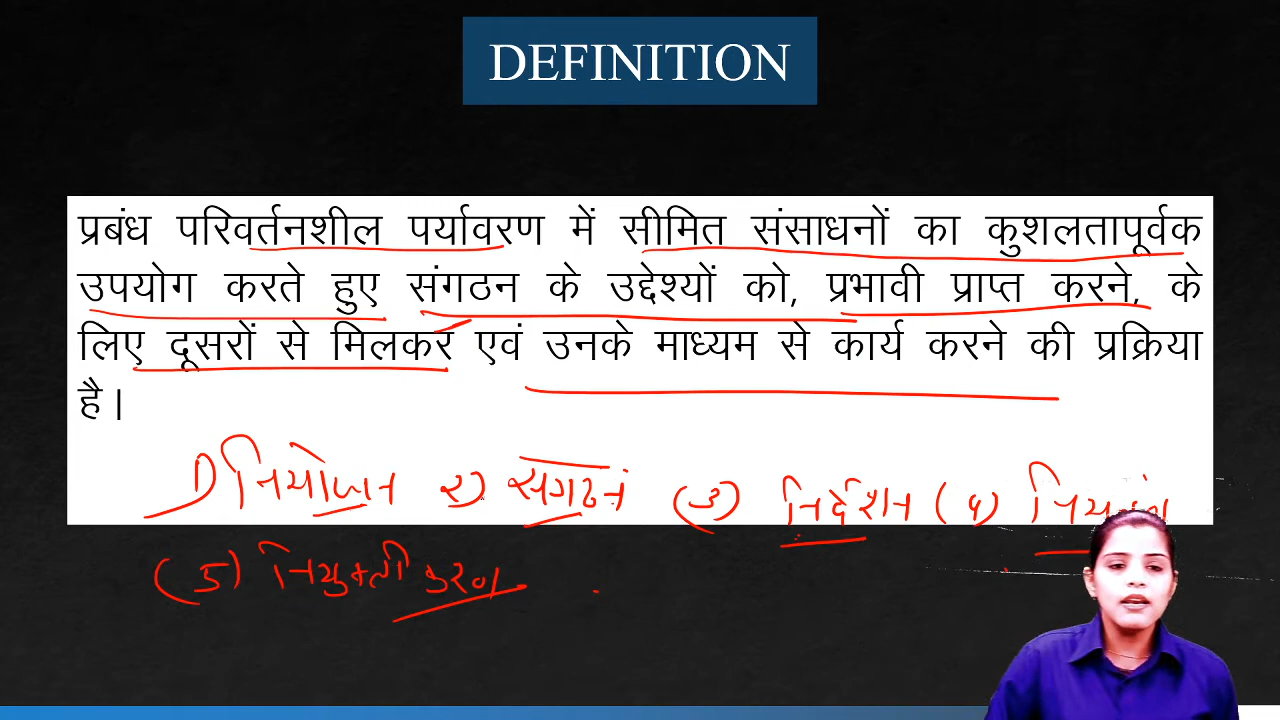 DEFINITION
प्रबंध परिवर्तनशील पर्यावरण में सीमित संसाधनों का कुशलतापूर्वक
उपयोग करते हुए संगठन के उद्देश्यों को, प्रभावी प्राप्त करने, के
लिए दूसरों से मिलकर एवं उनके माध्यम से कार्य करने की प्रक्रिया
है।
1) नियोजन 2) संगठन (3) निर्देशन (4)
(5) नियुक्तीकरण